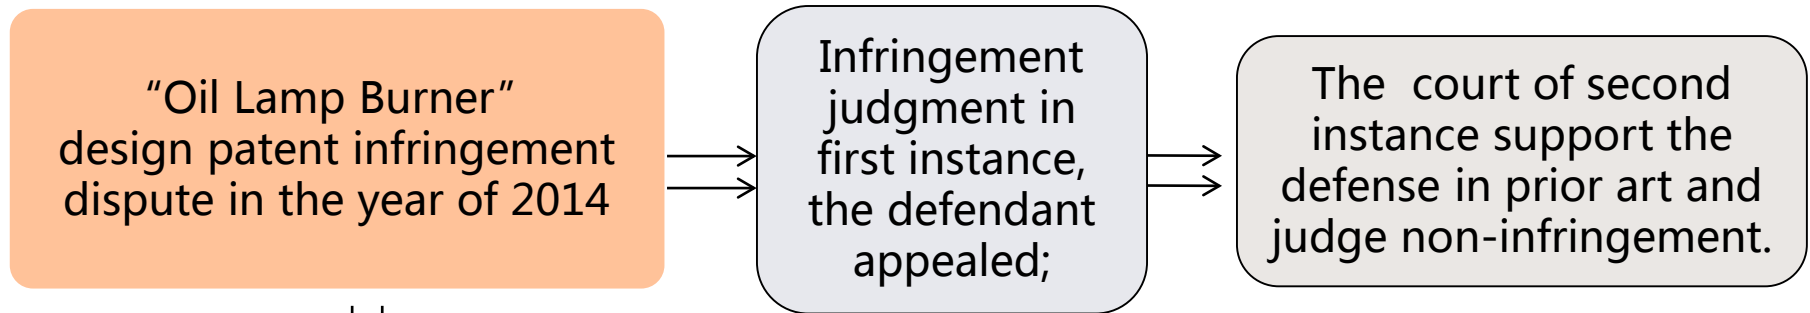 “Oil Lamp Burner”
design patent infringement
dispute in the year of 2014
Infringement
judgment in
first instance,
the defendant
appealed;
The court of second
instance support the
defense in prior art and
judge non-infringement.